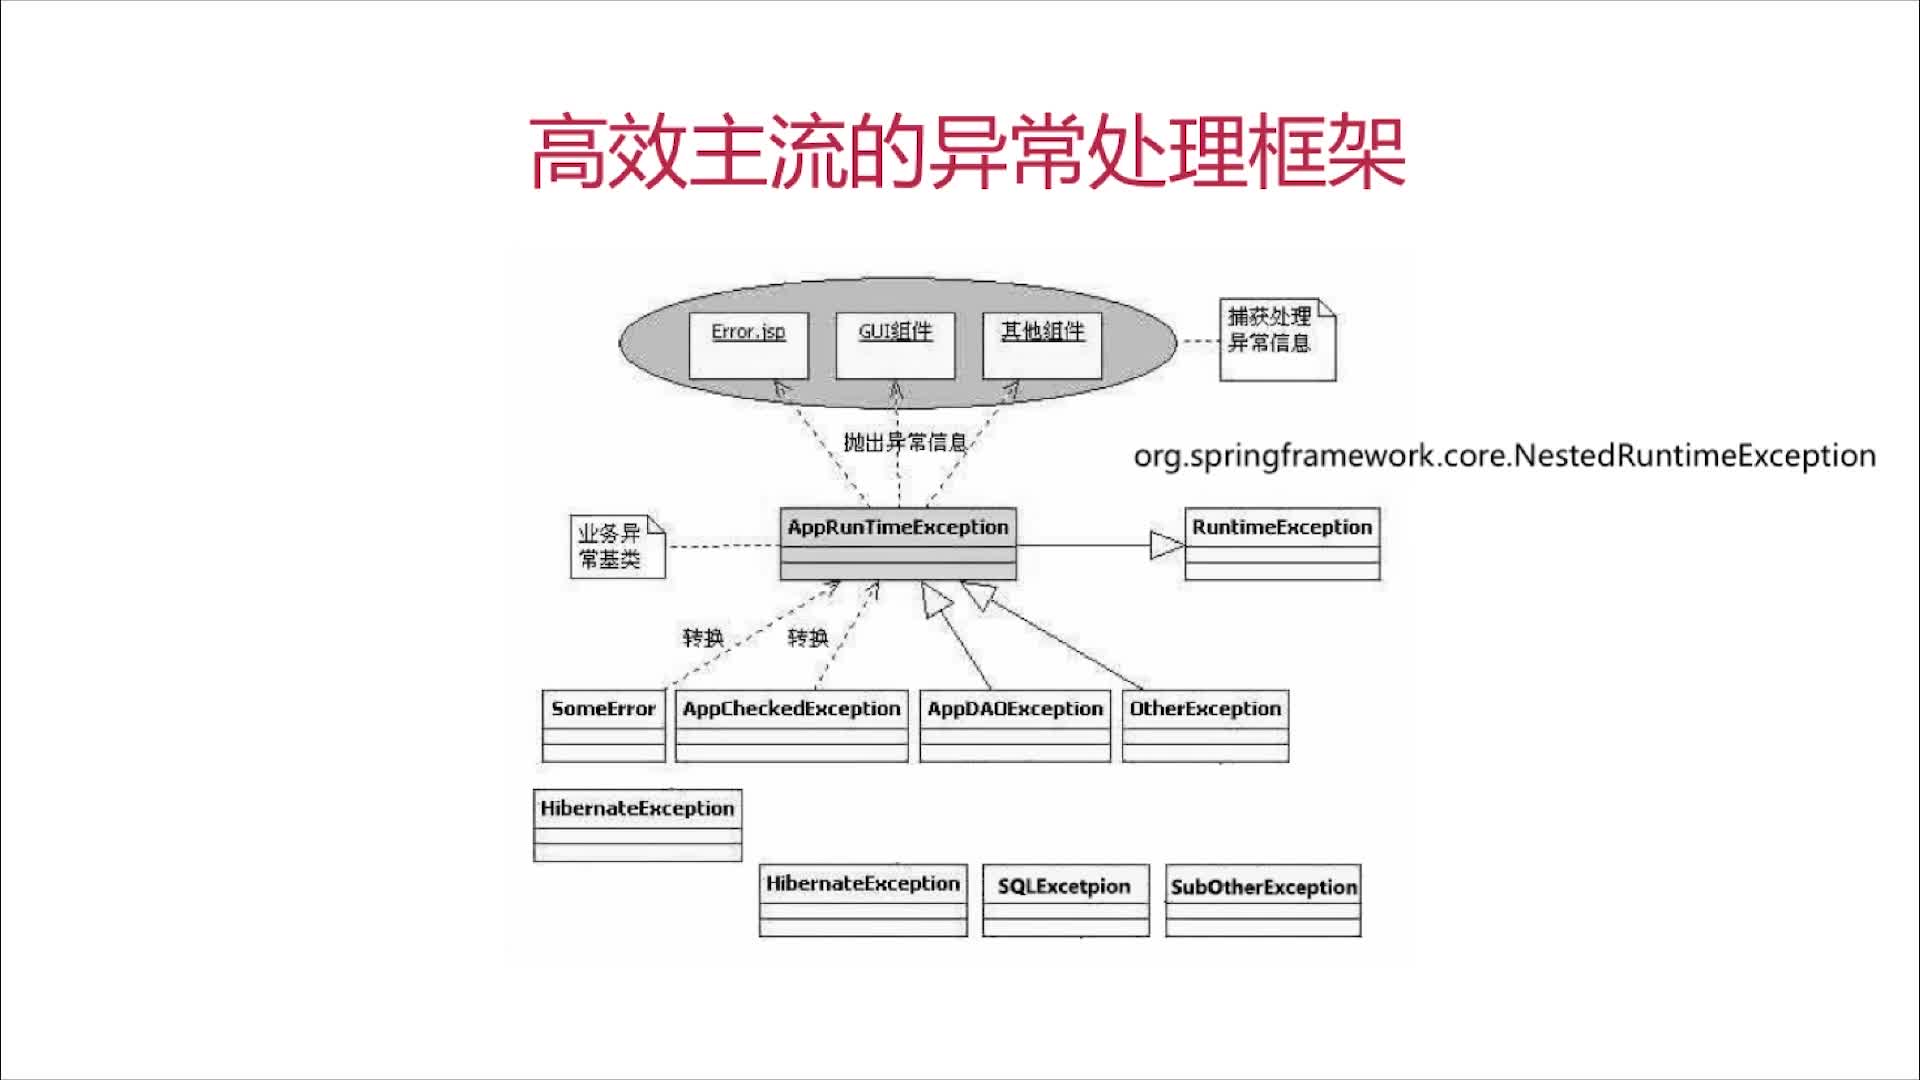 高效主流的异常处理框架
Error.jsp
GUI组件
其他组件
捕获处理
异常信息
抛出异常信息
org.springframework.core.NestedRuntimeException
业务异
常基类
AppRunTimeException
RuntimeException
转换
转换
SomeError
AppCheckedException
AppDAOException
OtherException
HibernateException
HibernateException
SQLExcetpion
SubOtherException